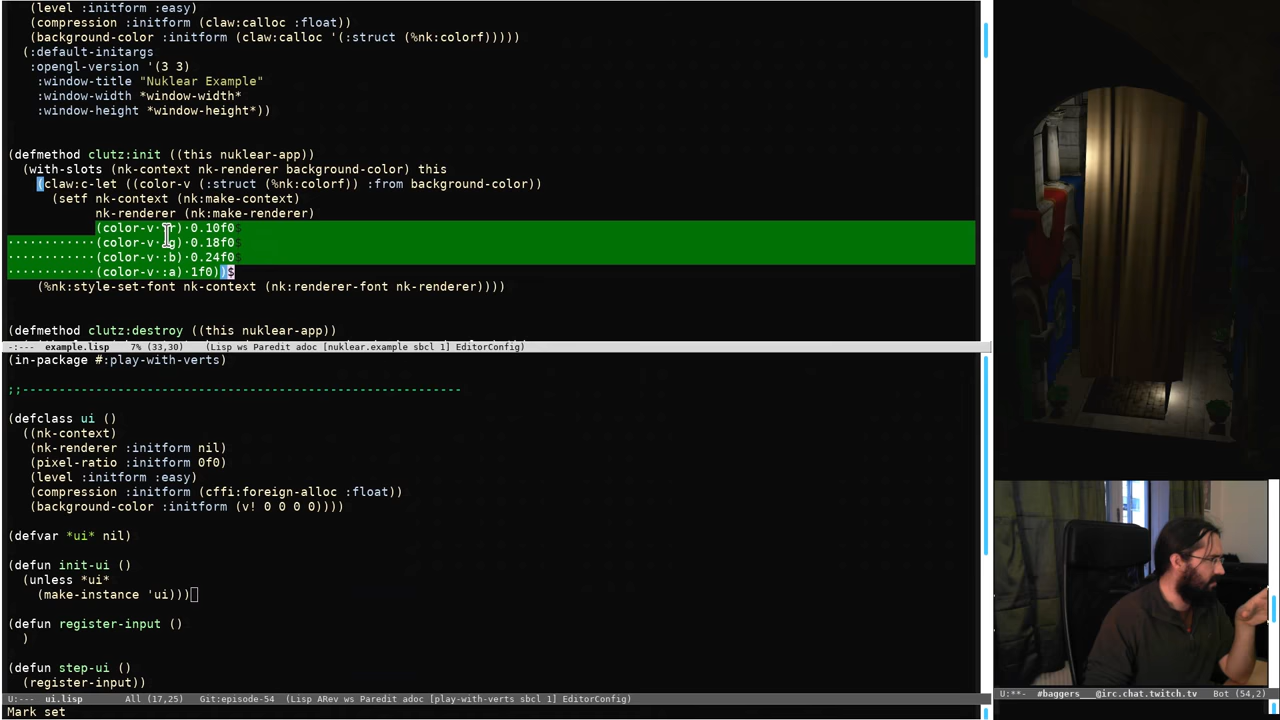 (level :initform :easy)
(compression :initform (claw:calloc :float))
(background-color :initform (claw:calloc '(:struct (%nk:colorf)))))
(:default-initargs
:opengl-version '(3 3)
:window-title "Nuklear Example"
:window-width *window-width*
:window-height *window-height*))
(defmethod clutz:init ((this nuklear-app))
(with-slots (nk-context nk-renderer background-color) this
(claw:c-let ((color-v (:struct (%nk:colorf)) :from background-color))
(setf nk-context (nk:make-context)
nk-renderer (nk:make-renderer)
(color-v·:r)·0.10f0$
············(color-v·:g)·0.18f0$
············(color-v·:b)·0.24f0$
············(color-v·:a)·1f0))$
(%nk:style-set-font nk-context (nk:renderer-font nk-renderer))))
(defmethod clutz:destroy ((this nuklear-app))
-:--- example.lisp 7% (33,30) (Lisp ws Paredit adoc [nuklear.example sbcl 1] EditorConfig)
(in-package #:play-with-verts)
;;------------------------------------------------------------
(defclass ui ()
((nk-context)
(nk-renderer :initform nil)
(pixel-ratio :initform 0f0)
(level :initform :easy)
(compression :initform (cffi:foreign-alloc :float))
(background-color :initform (v! 0 0 0 0))))
(defvar *ui* nil)
(defun init-ui ()
(unless *ui*
(make-instance 'ui)))
(defun register-input ()
)
(defun step-ui ()
(register-input))
U:--- ui.lisp All (17,25) Git:episode-54 (Lisp ARev ws Paredit adoc [play-with-verts sbcl 1] EditorConfig)
Mark set
U:**- #baggers___@irc.chat.twitch.tv Bot (54,2)